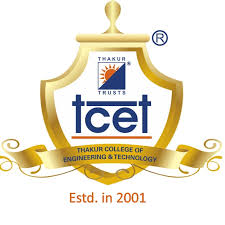 ®
THAKUR
TRUSTS
tcet
THAKUR COLLEGE OF
ENGINEERING & TECHNOLOGY
Estd. in 2001